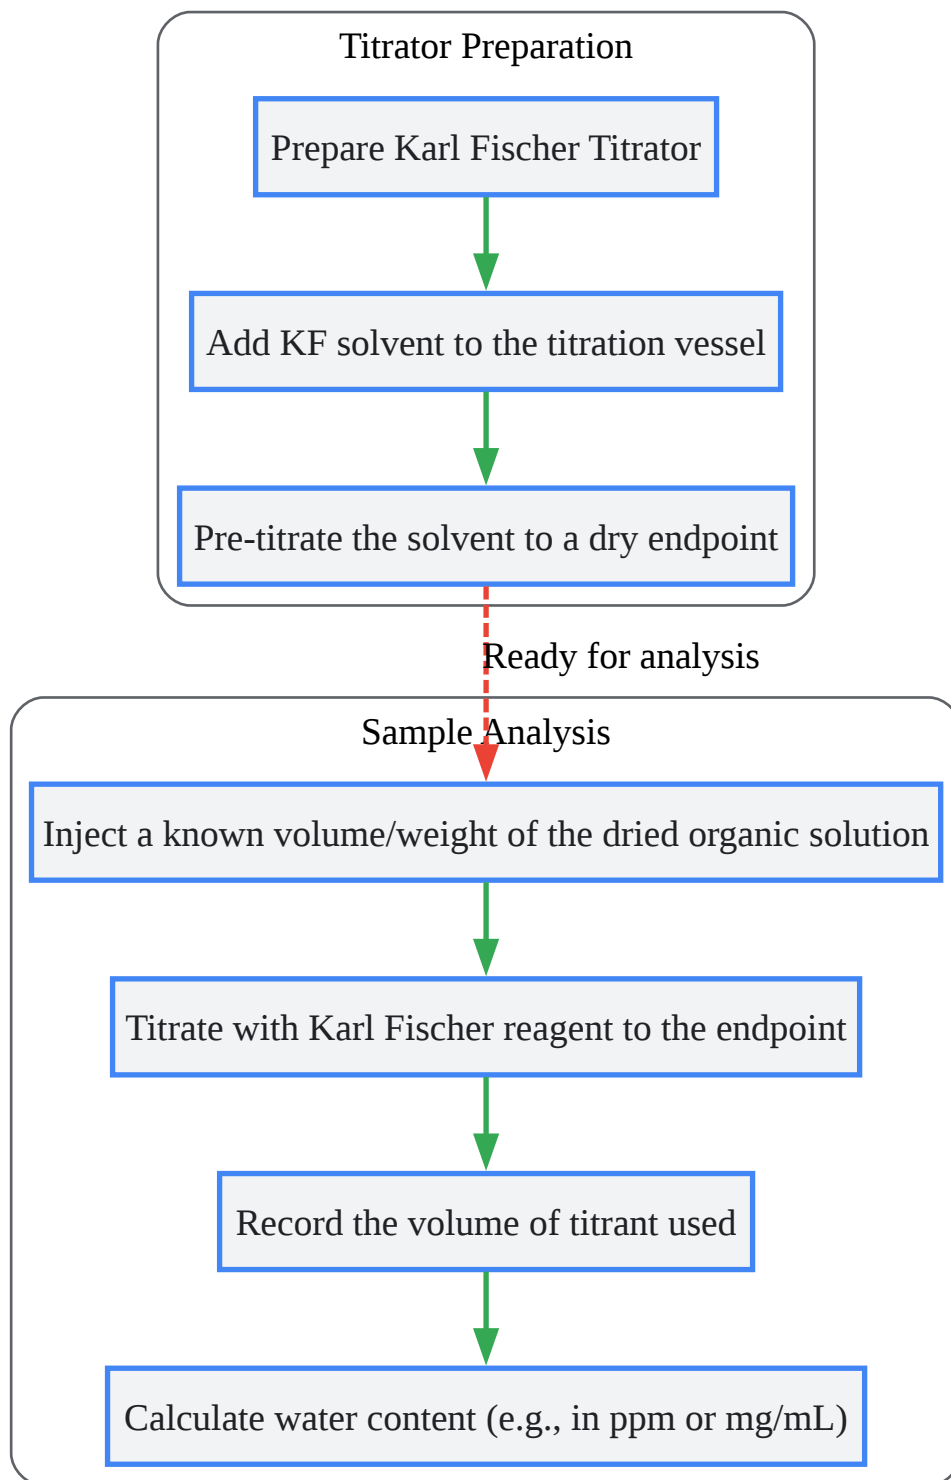 Titrator Preparation
Prepare Karl Fischer Titrator
Add KF solvent to the titration vessel
Pre-titrate the solvent to a dry endpoint
Ready for analysis
Sample Analysis
Inject a known volume/weight of the dried organic solution
Titrate with Karl Fischer reagent to the endpoint
Record the volume of titrant used
Calculate water content (e.g., in ppm or mg/mL)